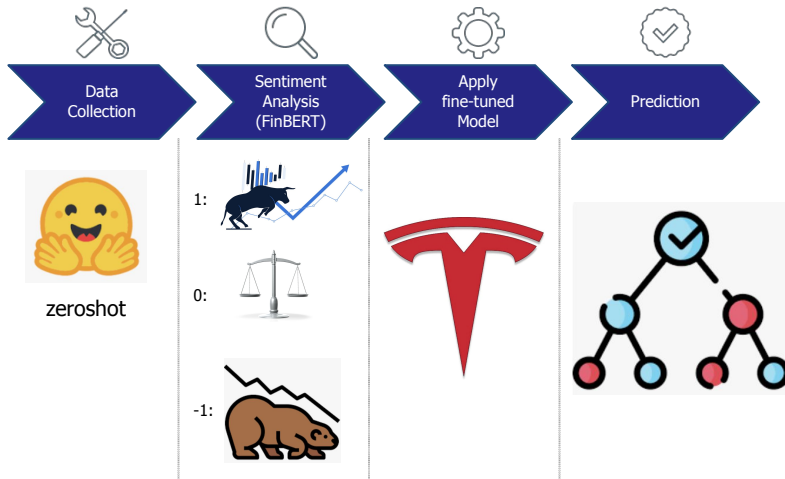 Data
Collection
Sentiment
Analysis
(FinBERT)
Apply
fine-tuned
Model
Prediction
zeroshot
1:
0:
-1: